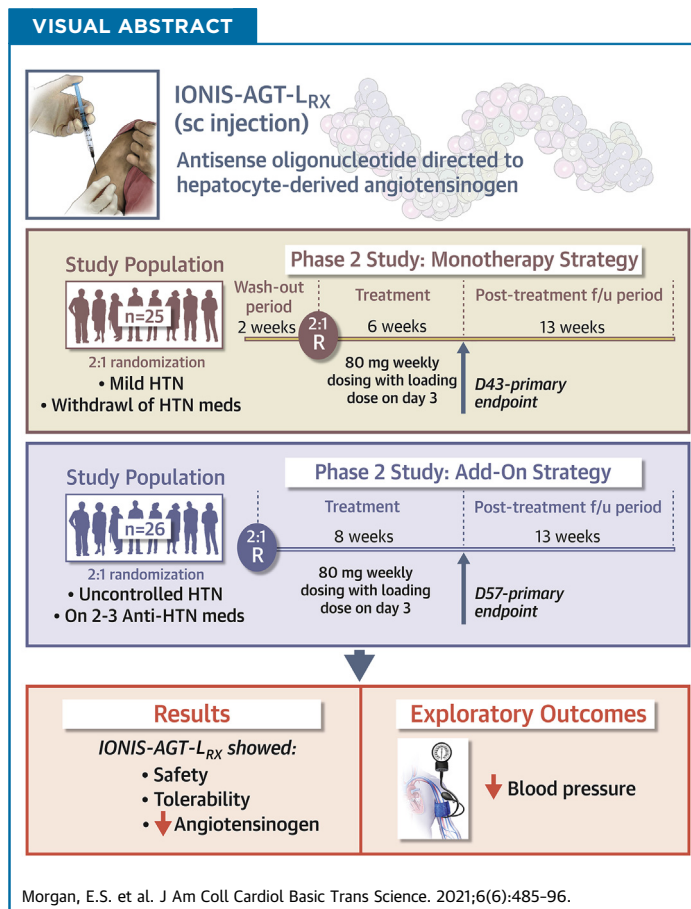 VISUAL ABSTRACT
IONIS-AGT-LRX
(sc injection)
Antisense oligonucleotide directed to
hepatocyte-derived angiotensinogen
Phase 2 Study: Monotherapy Strategy
Study Population
n=25
2:1 randomization
• Mild HTN
• Withdrawl of HTN meds
Wash-out
period
2 weeks
2:1
R
Treatment
6 weeks
80 mg weekly
dosing with loading
dose on day 3
Post-treatment f/u period
13 weeks
D43-primary
endpoint
Phase 2 Study: Add-On Strategy
Study Population
n=26
2:1 randomization
• Uncontrolled HTN
• On 2-3 Anti-HTN meds
2:1
R
Treatment
8 weeks
80 mg weekly
dosing with loading
dose on day 3
Post-treatment f/u period
13 weeks
D57-primary
endpoint
Results
IONIS-AGT-LRX showed:
• Safety
• Tolerability
• Angiotensinogen
Exploratory Outcomes
Blood pressure
Morgan, E.S. et al. J Am Coll Cardiol Basic Trans Science. 2021;6(6):485-96.